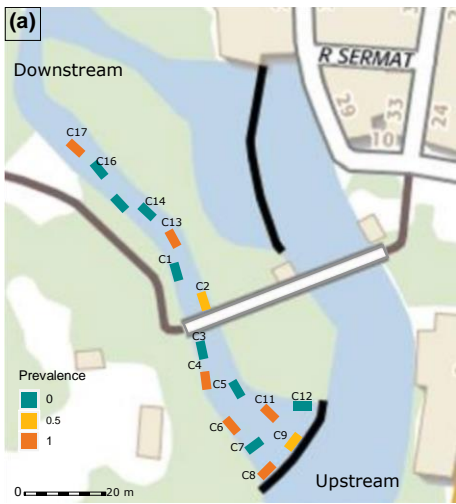 (a)
Downstream
R SERMAT
29
33
24
10
C17
C16
C14
C13
C1
C2
C3
C4
C5
C11
C12
C6
C9
C7
C8
Prevalence
0
0.5
1
0 20 m
Upstream